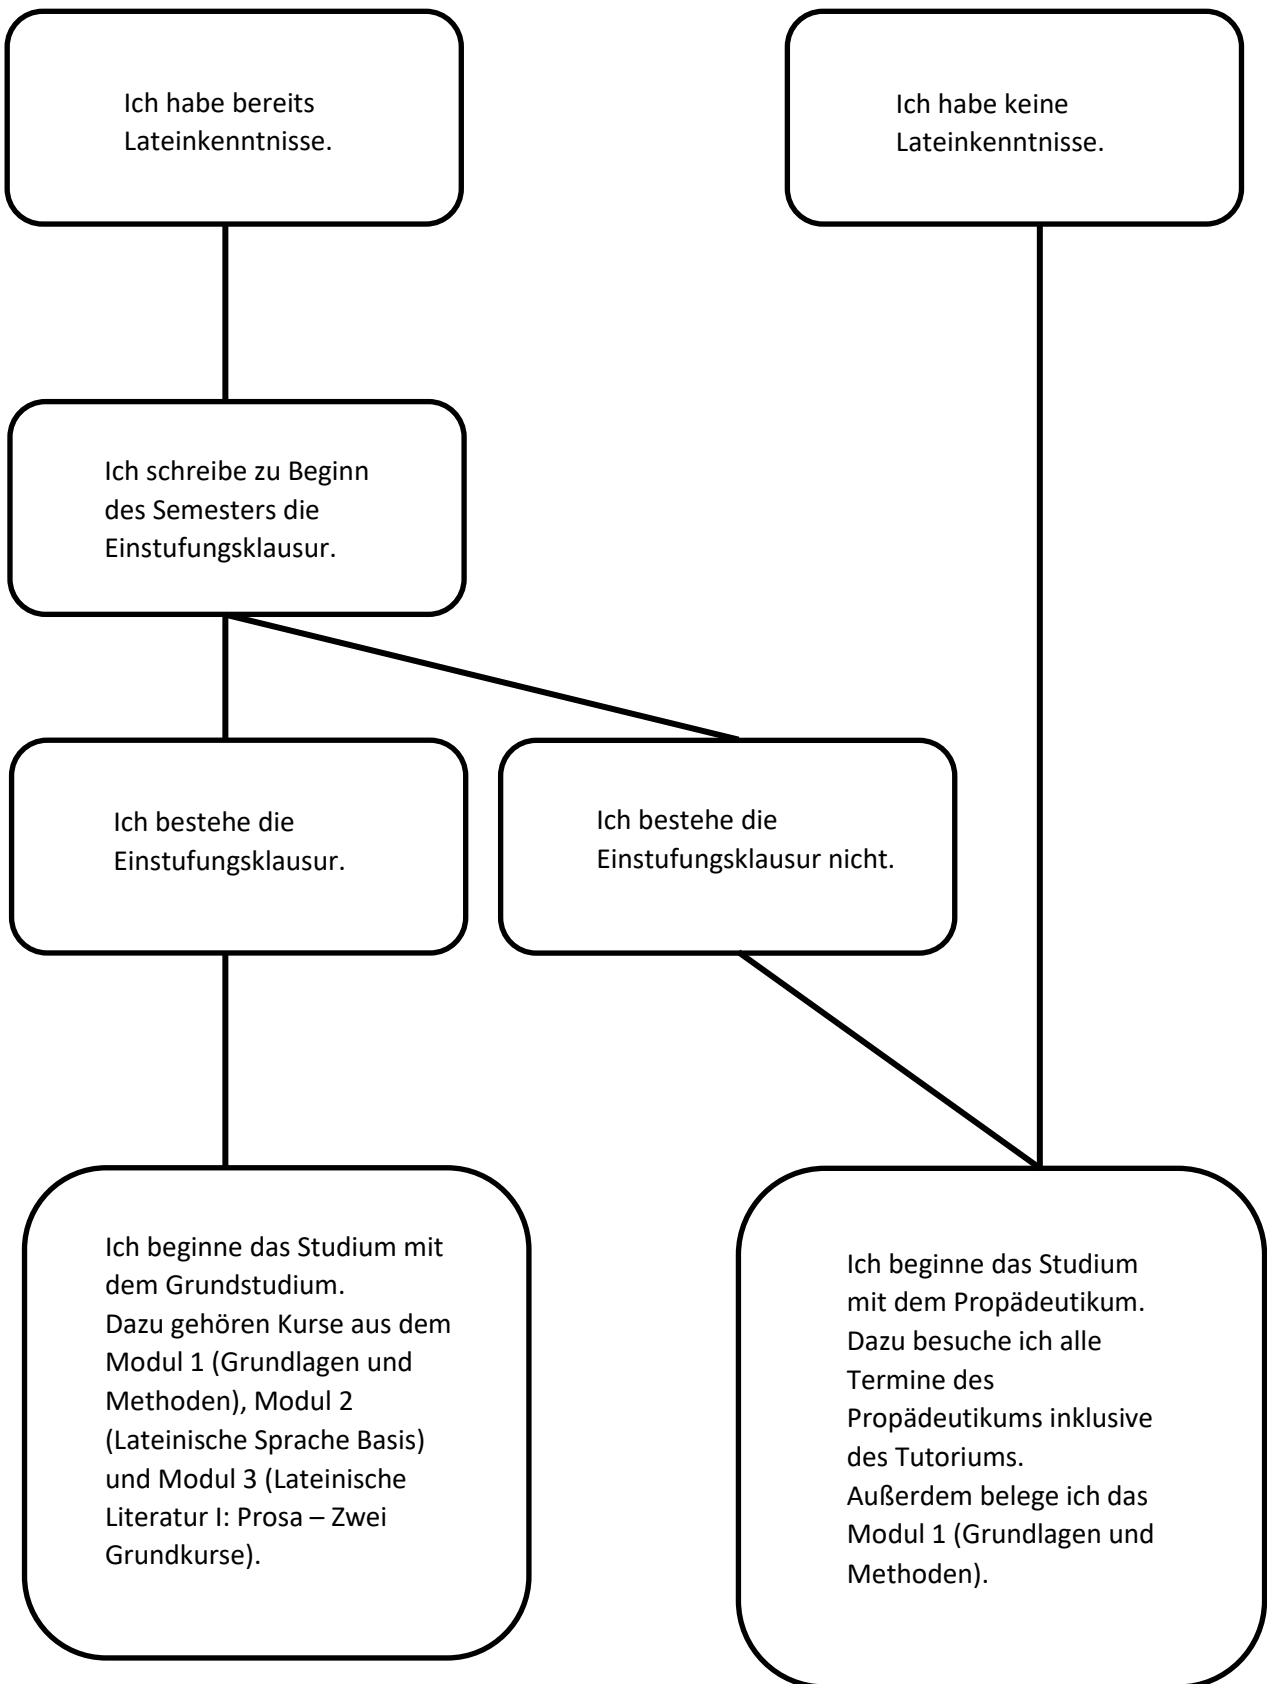 Ich habe bereits
Lateinkenntnisse.
Ich habe keine
Lateinkenntnisse.
Ich schreibe zu Beginn
des Semesters die
Einstufungsklausur.
Ich bestehe die
Einstufungsklausur.
Ich bestehe die
Einstufungsklausur nicht.
Ich beginne das Studium mit
dem Grundstudium.
Dazu gehören Kurse aus dem
Modul 1 (Grundlagen und
Methoden), Modul 2
(Lateinische Sprache Basis)
und Modul 3 (Lateinische
Literatur I: Prosa – Zwei
Grundkurse).
Ich beginne das Studium
mit dem Propädeutikum.
Dazu besuche ich alle
Termine des
Propädeutikums inklusive
des Tutoriums.
Außerdem belege ich das
Modul 1 (Grundlagen und
Methoden).